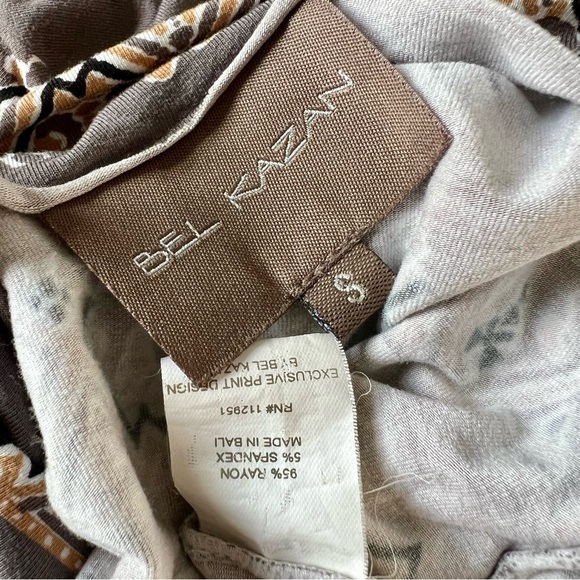 BEL KAZAN
S
95% RAYON
5% SPANDEX
MADE IN BALI
RN# 112951
EXCLUSIVE PRINT DESIGN
BY BEL KAZAN